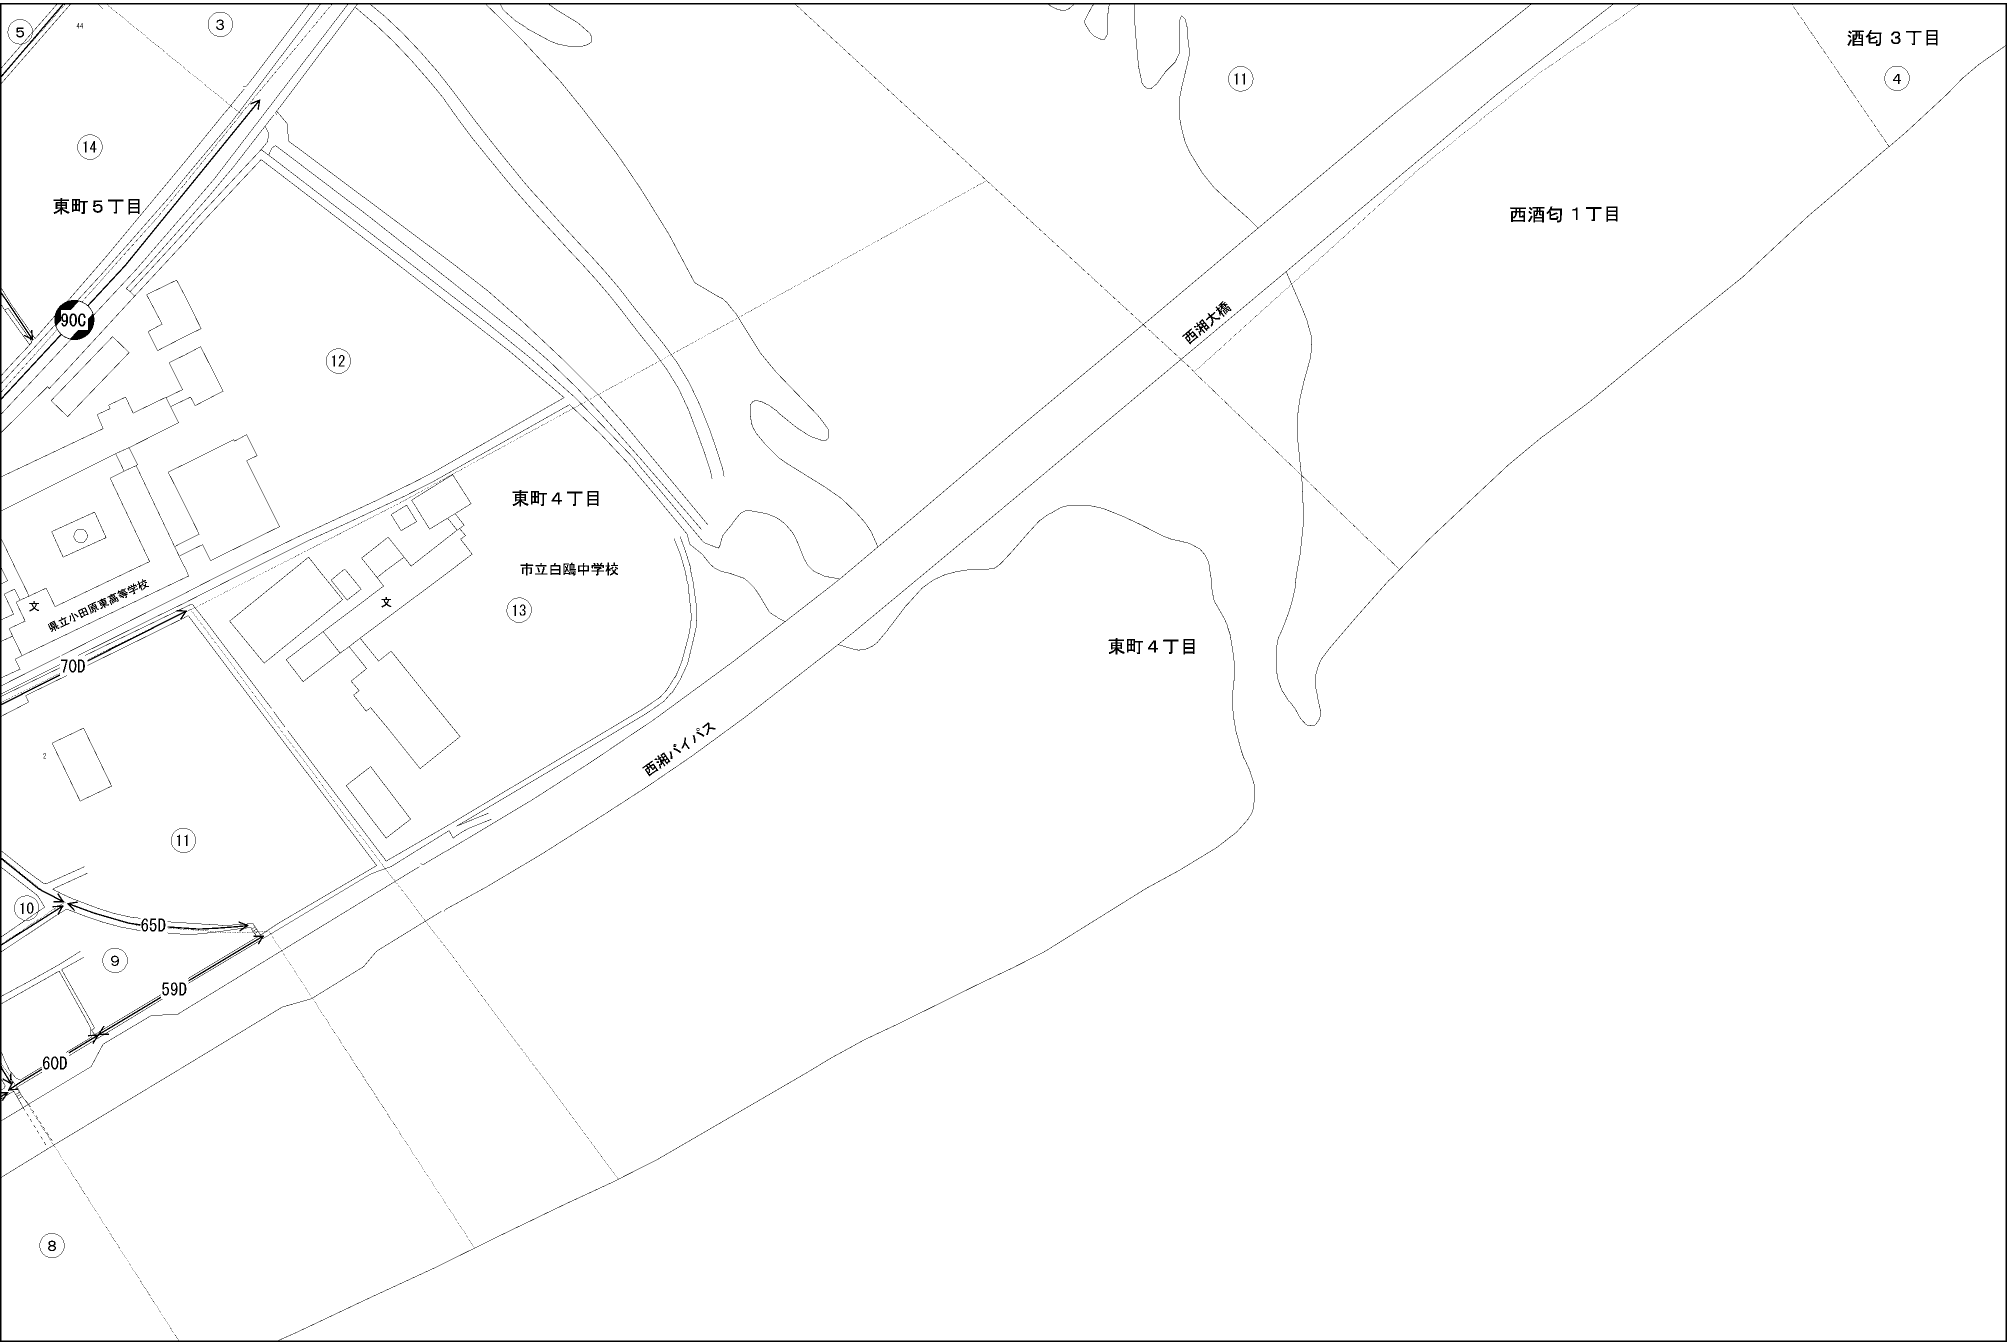 ⑤
44
③
酒匂3丁目
④
⑪
⑭
東町5丁目
西酒匂1丁目
90C
西湘大橋
⑫
東町4丁目
市立白鴎中学校
文
文
県立小田原東高等学校
⑬
東町4丁目
70D
西湘バイパス
2
⑪
⑩
65D
⑨
59D
60D
⑧